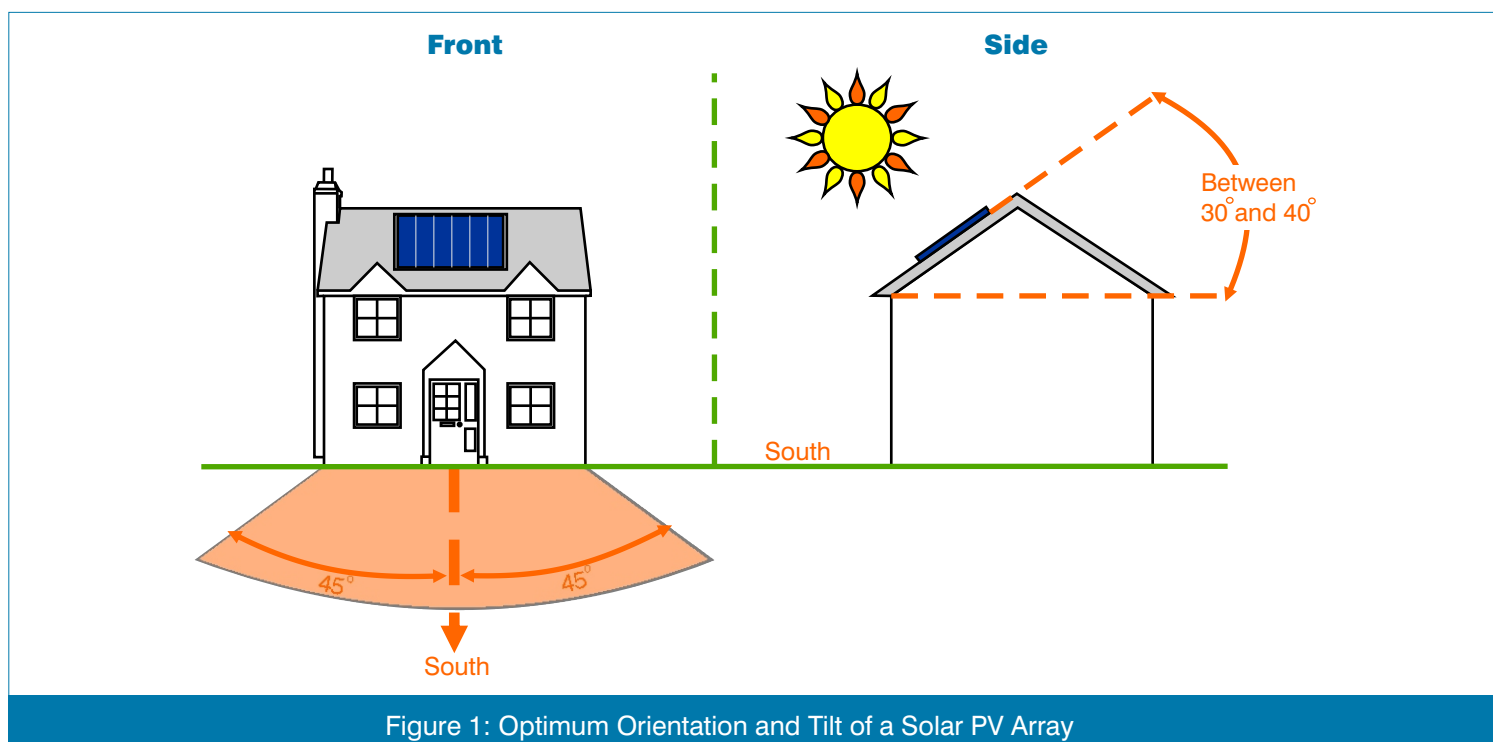 Front
Side
Between
30° and 40°
South
45°
45°
South
Figure 1: Optimum Orientation and Tilt of a Solar PV Array